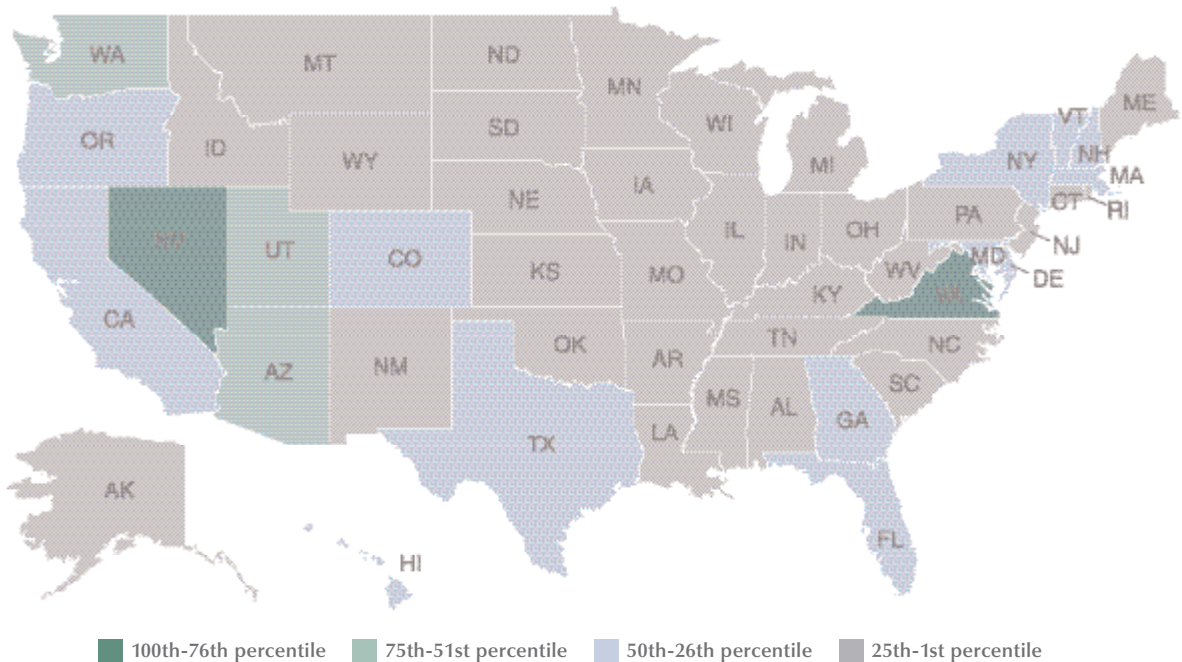 WA
MT
ND
MN
ME
OR
ID
SD
WI
VT
NH
WY
MI
NY
MA
NE
IA
CT
RI
NV
UT
CO
IL
IN
OH
PA
NJ
KS
MO
WV
MD
DE
CA
KY
VA
AZ
NM
OK
AR
TN
NC
SC
MS
AL
GA
LA
TX
AK
HI
FL
100th-76th percentile 75th-51st percentile 50th-26th percentile 25th-1st percentile